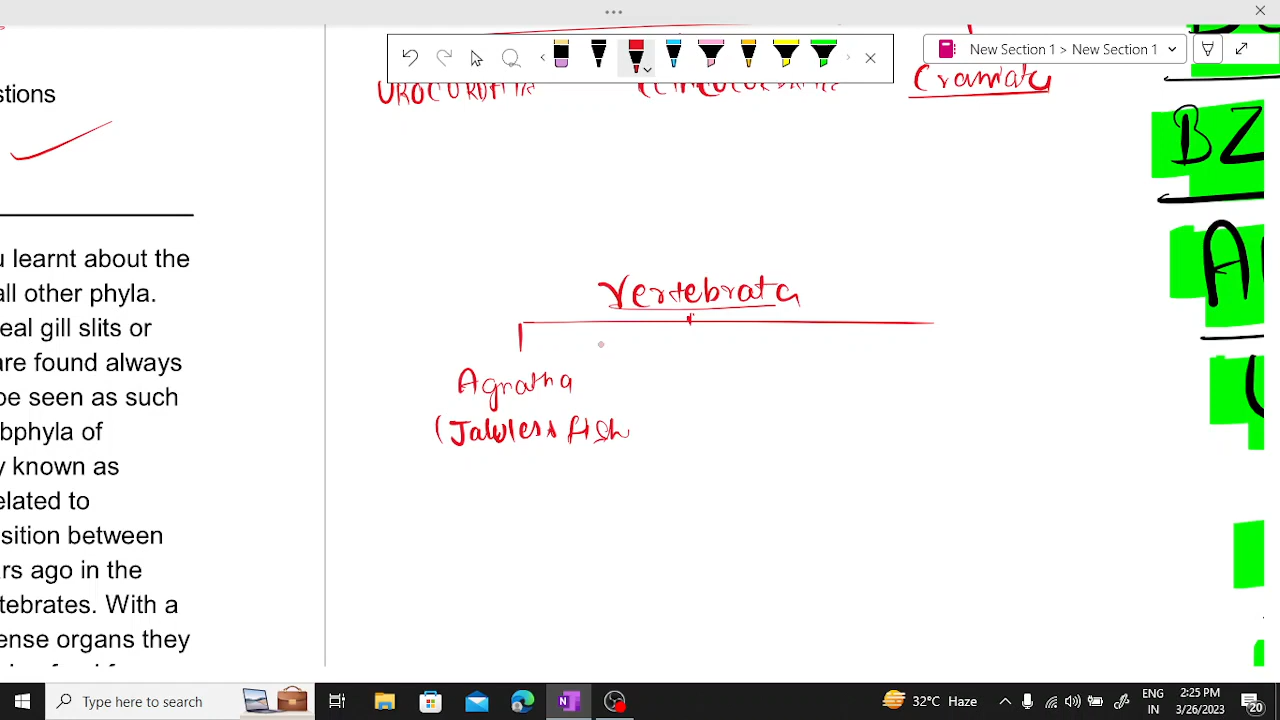 New Section 1 > New Section 1
stions
Craniata
BZ
learnt about the
all other phyla.
eal gill slits or
are found always
be seen as such
bphyla of
y known as
elated to
sition between
rs ago in the
tebrates. With a
ense organs they
Vertebrata
Agnatha
(Jawless fish
Type here to search
32°C Haze
ENG
IN
2:25 PM
3/26/2023
20